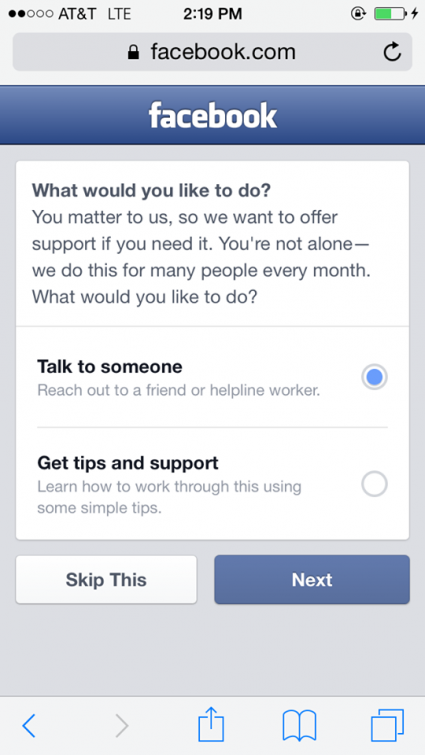 AT&T LTE 2:19 PM
facebook.com
facebook
What would you like to do?
You matter to us, so we want to offer
support if you need it. You're not alone—
we do this for many people every month.
What would you like to do?
Talk to someone
Reach out to a friend or helpline worker.
Get tips and support
Learn how to work through this using
some simple tips.
Skip This Next